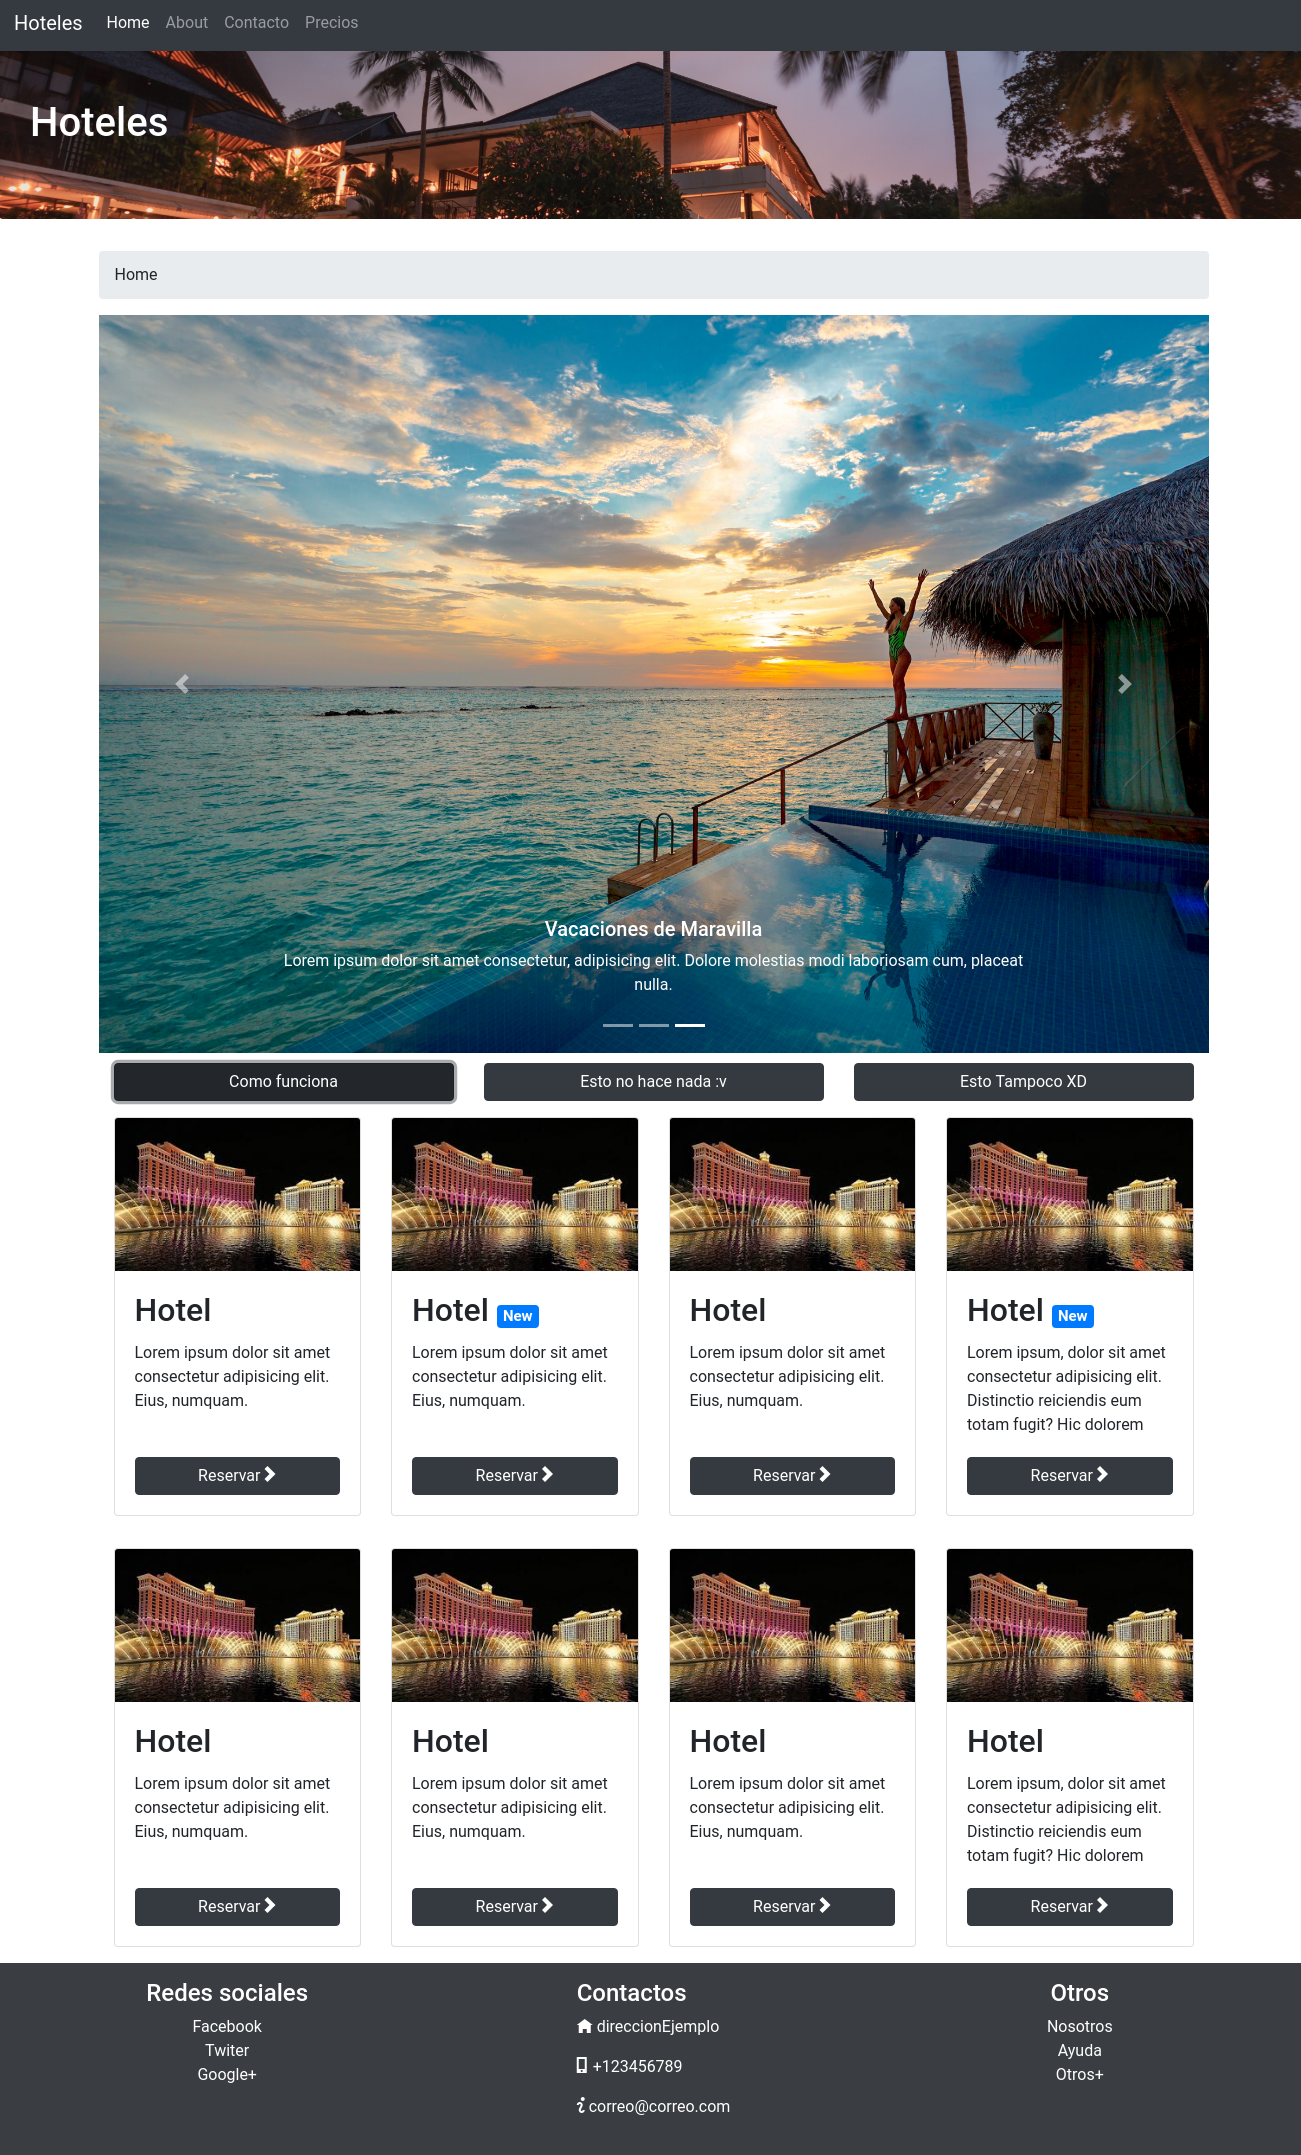 Hoteles Home About Contacto Precios
Hoteles
Home
Vacaciones de Maravilla
Lorem ipsum dolor sit amet consectetur, adipisicing elit. Dolore molestias modi laboriosam cum, placeat
nulla.
Como funciona
Esto no hace nada :v
Esto Tampoco XD
Hotel
Lorem ipsum dolor sit amet
consectetur adipisicing elit.
Eius, numquam.
Reservar
Hotel New
Lorem ipsum dolor sit amet
consectetur adipisicing elit.
Eius, numquam.
Reservar
Hotel
Lorem ipsum dolor sit amet
consectetur adipisicing elit.
Eius, numquam.
Reservar
Hotel New
Lorem ipsum, dolor sit amet
consectetur adipisicing elit.
Distinctio reiciendis eum
totam fugit? Hic dolorem
Reservar
Hotel
Lorem ipsum dolor sit amet
consectetur adipisicing elit.
Eius, numquam.
Reservar
Hotel
Lorem ipsum dolor sit amet
consectetur adipisicing elit.
Eius, numquam.
Reservar
Hotel
Lorem ipsum dolor sit amet
consectetur adipisicing elit.
Eius, numquam.
Reservar
Hotel
Lorem ipsum, dolor sit amet
consectetur adipisicing elit.
Distinctio reiciendis eum
totam fugit? Hic dolorem
Reservar
Redes sociales
Facebook
Twiter
Google+
Contactos
direccionEjemplo
+123456789
correo@correo.com
Otros
Nosotros
Ayuda
Otros+